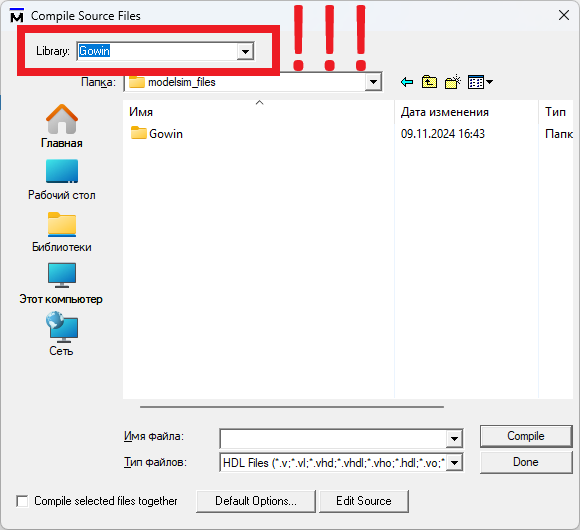 Compile Source Files
Library: Gowin
!!!
Папка: modelsim_files
Имя Дата изменения Тип
Gowin 09.11.2024 16:43 Папк
Главная
Рабочий стол
Библиотеки
Этот компьютер
Сеть
Имя файла: Compile
Тип файлов: HDL Files (*.v;*.vl;*.vhd;*.vhdl;*.vho;*.hdl;*.vo;* Done
Compile selected files together Default Options... Edit Source